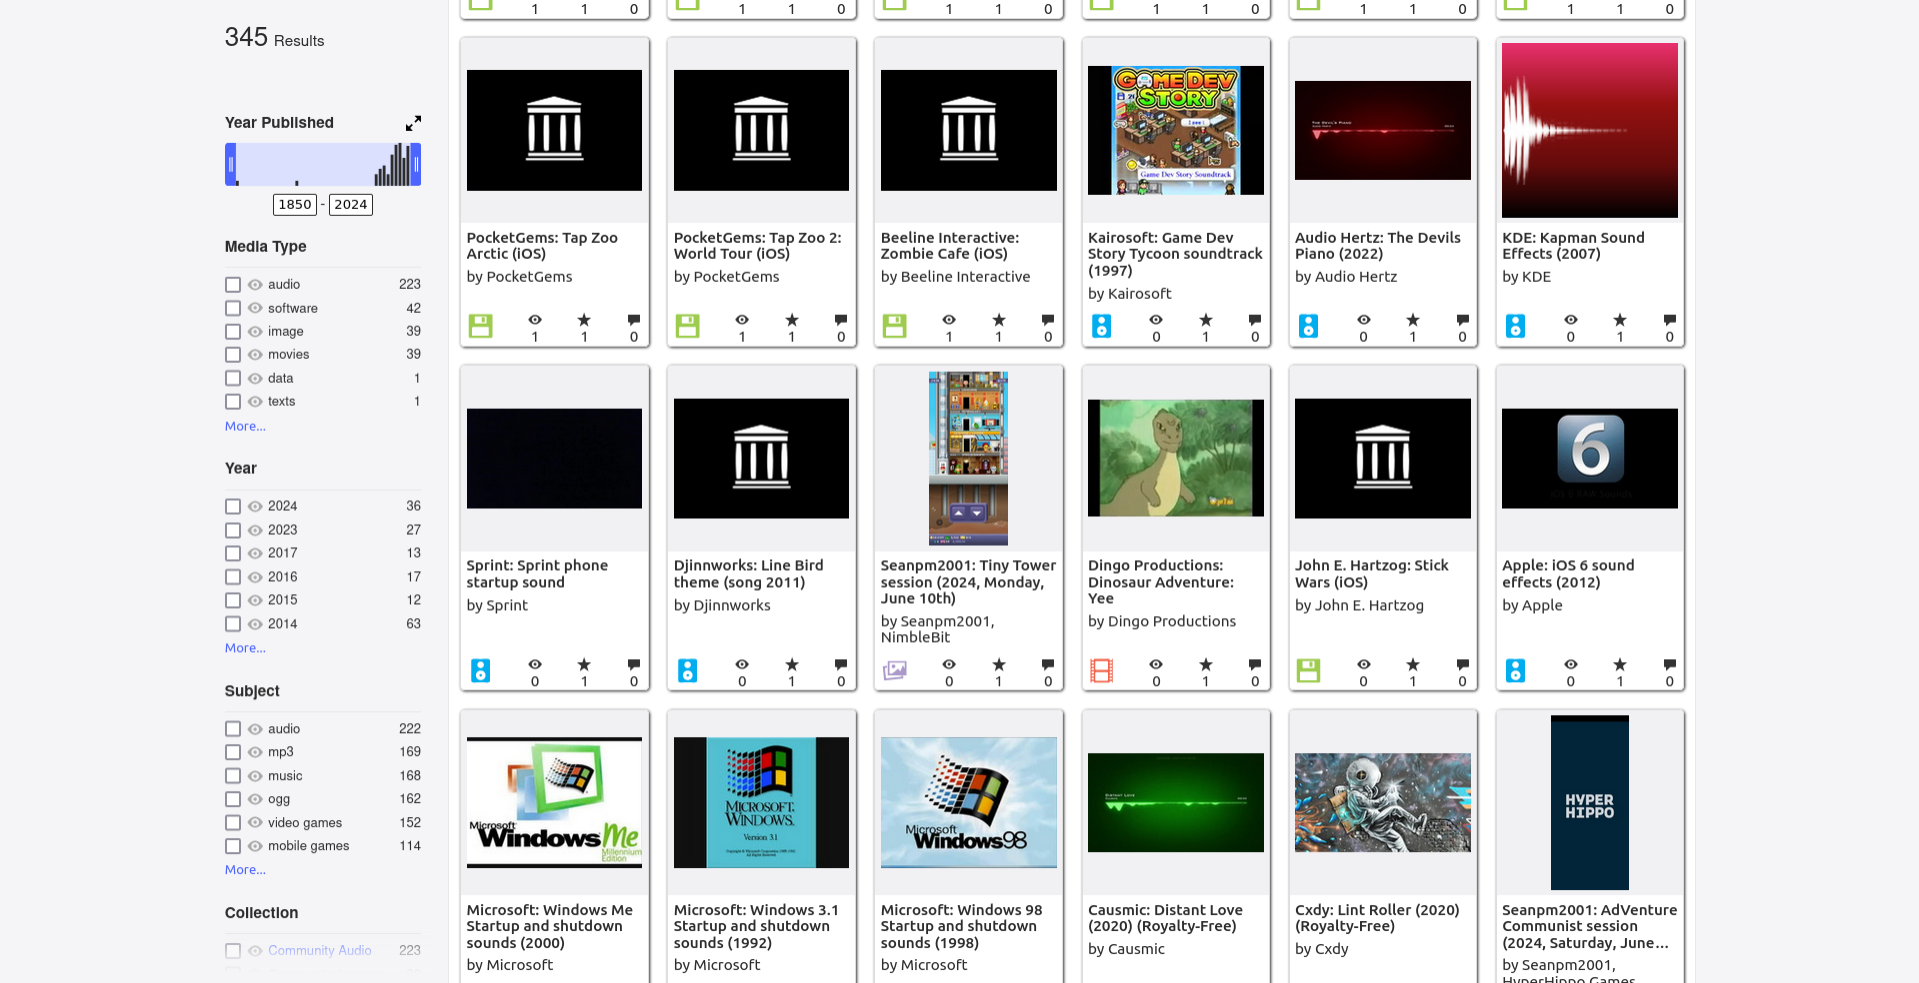 1 1 0
1 1 0
1 1 0
1 1 0
1 1 0
1 1 0
345 Results
Year Published
1850 - 2024
Media Type
audio 223
software 42
image 39
movies 39
data 1
texts 1
More...
Year
2024 36
2023 27
2017 13
2016 17
2015 12
2014 63
More...
Subject
audio 222
mp3 169
music 168
ogg 162
video games 152
mobile games 114
More...
Collection
Community Audio 223
PocketGems: Tap Zoo
Arctic (iOS)
by PocketGems
1 1 0
PocketGems: Tap Zoo 2:
World Tour (iOS)
by PocketGems
1 1 0
Beeline Interactive:
Zombie Cafe (iOS)
by Beeline Interactive
1 1 0
GAME DEV
STORY
Game Dev Story Soundtrack
Kairosoft: Game Dev
Story Tycoon soundtrack
(1997)
by Kairosoft
0 1 0
The Devil's Piano
Audio Hertz: The Devils
Piano (2022)
by Audio Hertz
0 1 0
KDE: Kapman Sound
Effects (2007)
by KDE
0 1 0
Sprint: Sprint phone
startup sound
by Sprint
0 1 0
Djinnworks: Line Bird
theme (song 2011)
by Djinnworks
0 1 0
Seanpm2001: Tiny Tower
session (2024, Monday,
June 10th)
by Seanpm2001,
NimbleBit
0 1 0
Dingo Productions:
Dinosaur Adventure:
Yee
by Dingo Productions
0 1 0
John E. Hartzog: Stick
Wars (iOS)
by John E. Hartzog
0 1 0
6
Apple: iOS 6 sound
effects (2012)
by Apple
0 1 0
Microsoft
Windows Me
Millennium
Edition
Microsoft: Windows Me
Startup and shutdown
sounds (2000)
by Microsoft
MICROSOFT.
WINDOWS.
Version 3.1
Microsoft: Windows 3.1
Startup and shutdown
sounds (1992)
by Microsoft
Microsoft
Windows 98
Microsoft: Windows 98
Startup and shutdown
sounds (1998)
by Microsoft
Distant Love
Causmic: Distant Love
(2020) (Royalty-Free)
by Causmic
Cxdy: Lint Roller (2020)
(Royalty-Free)
by Cxdy
HYPER
HIPPO
Seanpm2001: AdVenture
Communist session
(2024, Saturday, June...
by Seanpm2001,
HyperHippo Games